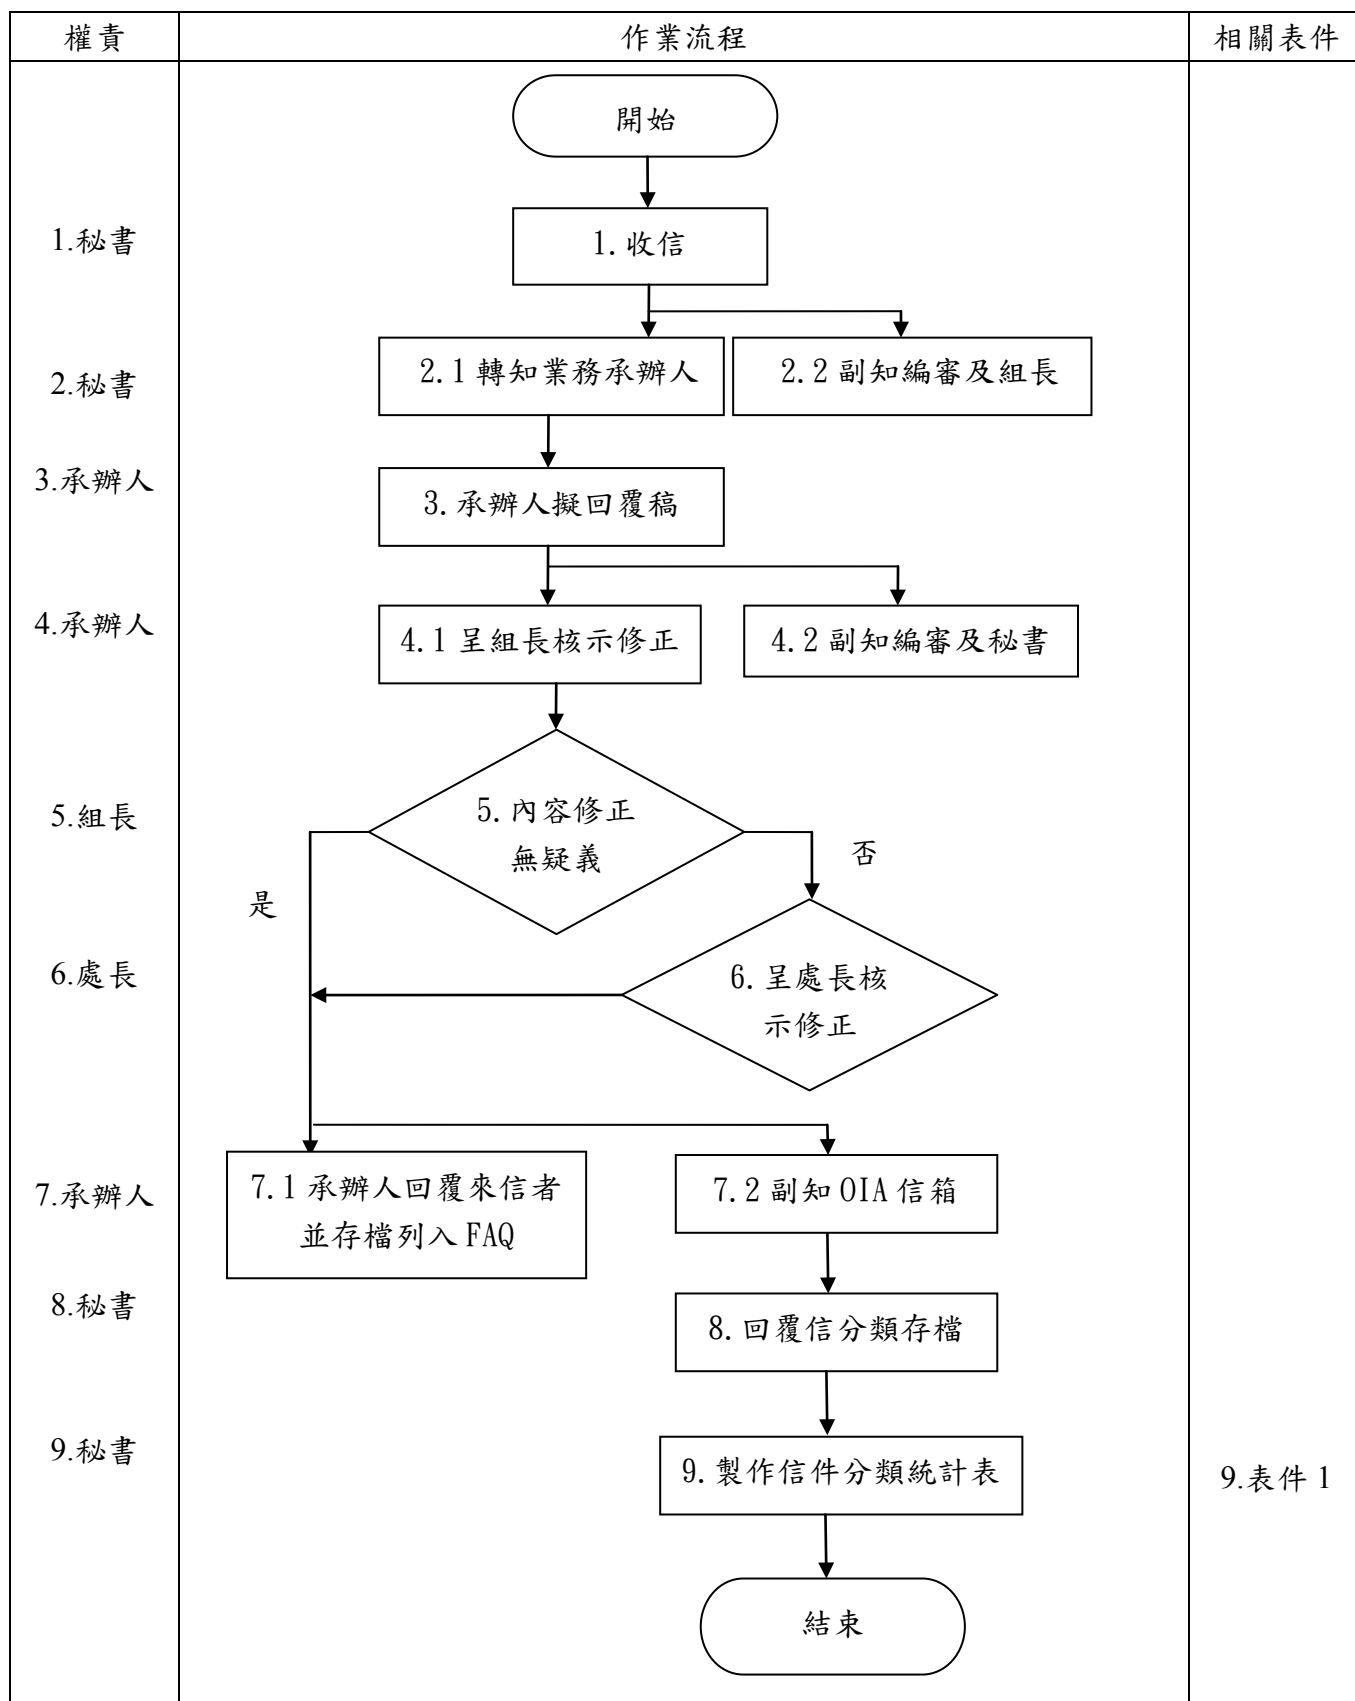 權責 作業流程 相關表件
開始
1.秘書
1.收信
2.秘書
2.1 轉知業務承辦人
2.2 副知編審及組長
3.承辦人
3.承辦人擬回覆稿
4.承辦人
4.1 呈組長核示修正
4.2 副知編審及秘書
5.組長
5.內容修正
無疑義
否
是
6.處長
6.呈處長核
示修正
7.承辦人
7.1 承辦人回覆來信者
並存檔列入 FAQ
7.2 副知 OIA 信箱
8.秘書
8.回覆信分類存檔
9.秘書
9.製作信件分類統計表
9.表件 1
結束